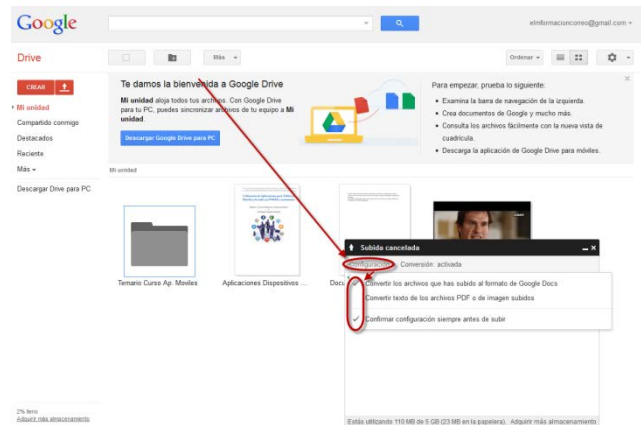 Google
elmformacioncorreo@gmail.com
Drive
Más
Ordenar
CREAR
Mi unidad
Compartido conmigo
Destacados
Reciente
Más
Descargar Drive para PC
Te damos la bienvenida a Google Drive
Mi unidad aloja todos tus archivos. Con Google Drive
para tu PC, puedes sincronizar archivos de tu equipo a Mi
unidad.
Descargar Google Drive para PC
Para empezar, prueba lo siguiente:
Examina la barra de navegación de la izquierda.
Crea documentos de Google y mucho más.
Consulta los archivos fácilmente con la nueva vista de
cuadrícula.
Descarga la aplicación de Google Drive para móviles.
Mi unidad
Temario Curso Ap. Moviles
Aplicaciones Dispositivos ...
Subida cancelada
Configuración Conversión: activada
Convertir los archivos que has subido al formato de Google Docs
Convertir texto de los archivos PDF o de imagen subidos
Confirmar configuración siempre antes de subir
2% lleno
Adquirir más almacenamiento
Estás utilizando 110 MB de 5 GB (23 MB en la papelera). Adquirir más almacenamiento